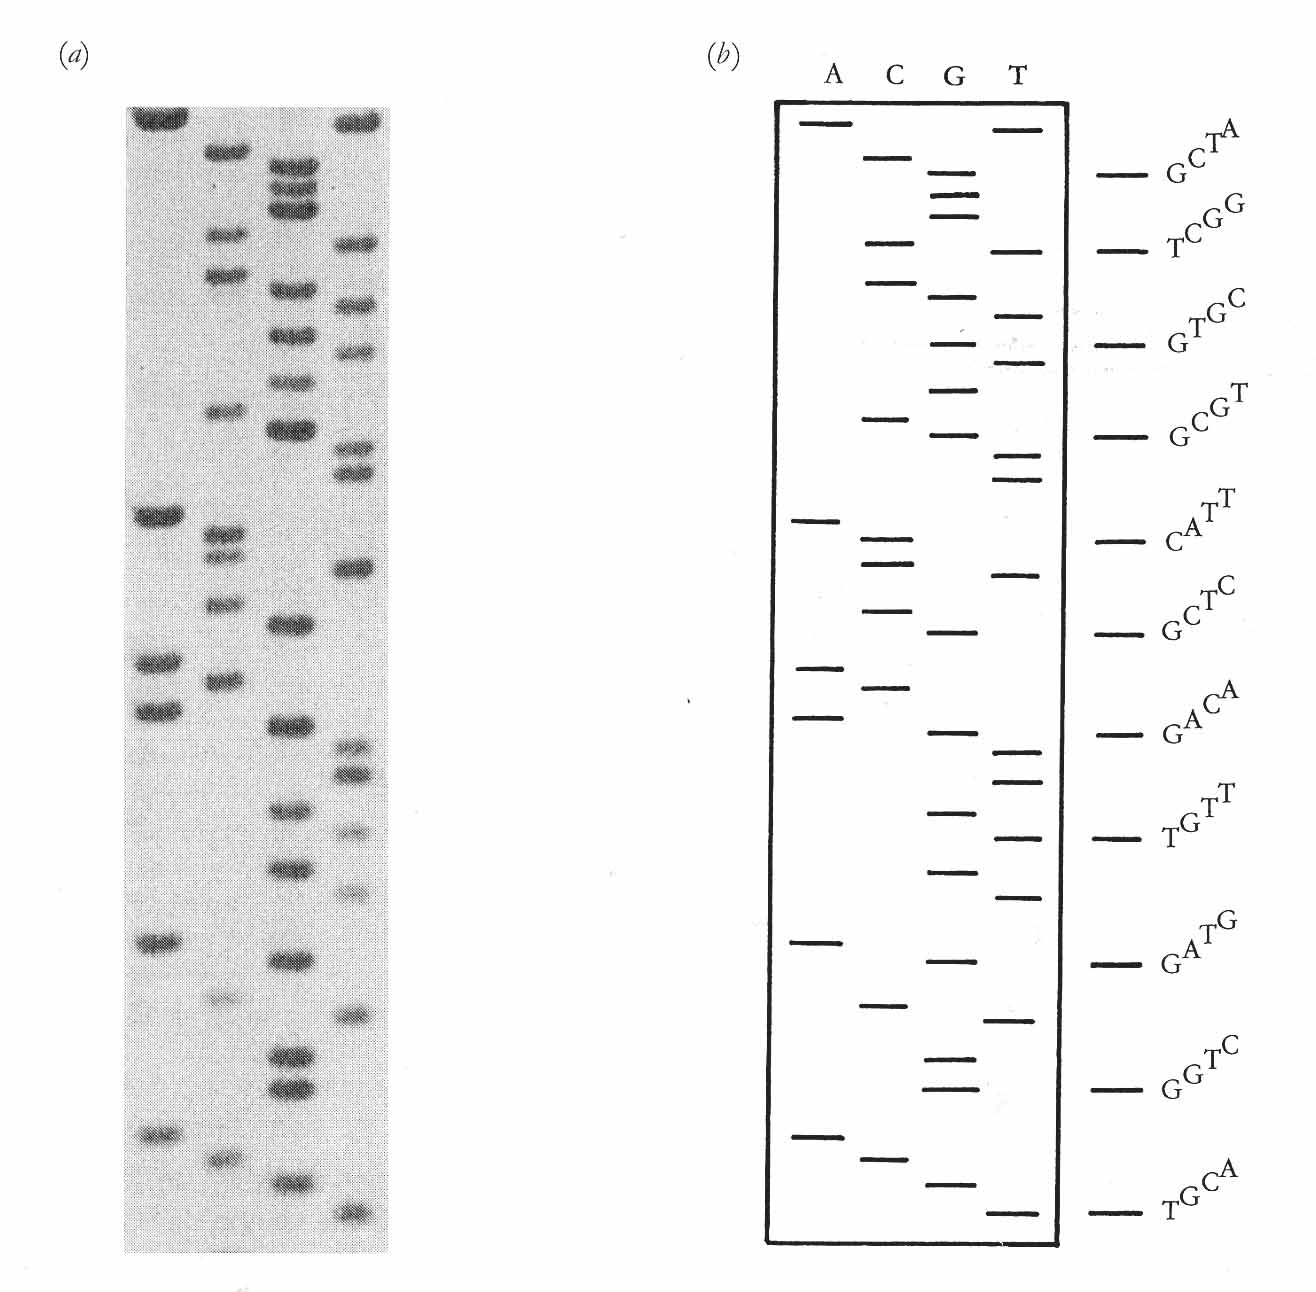 (a)
(b)
A C G T
GCTA
TCGG
GTGC
GCGT
CATT
GCTC
GACA
TGTT
GATG
GGTC
TGCA